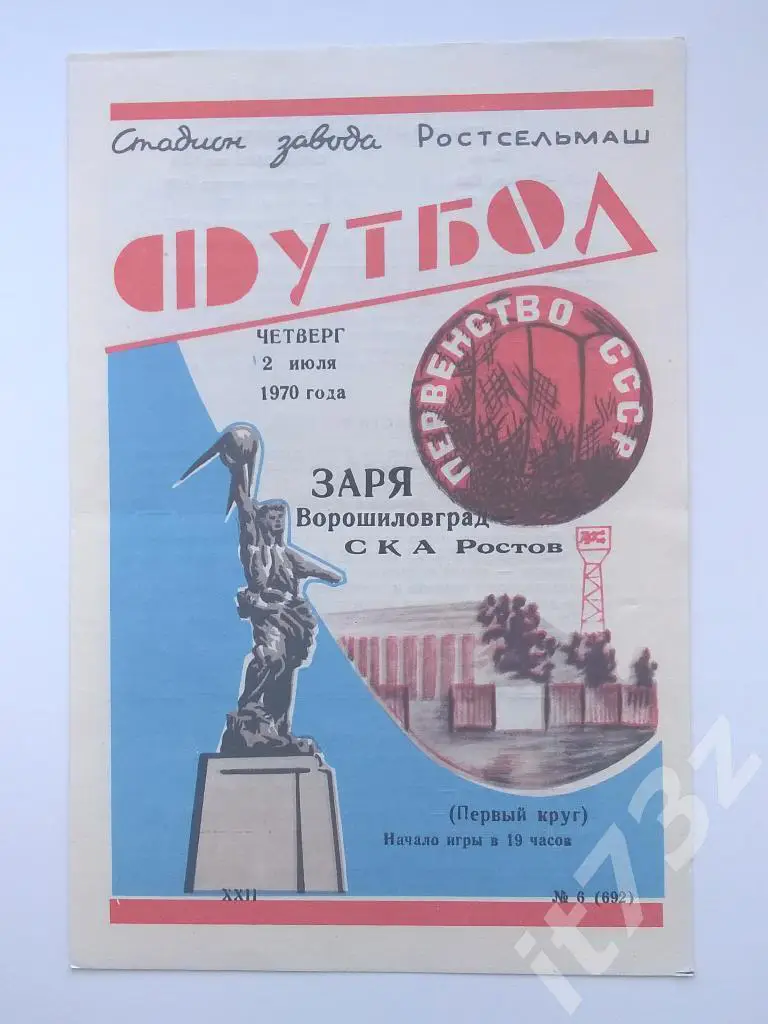 Стадион завода РОСТСЕЛЬМАШ
ФУТБОЛ
ЧЕТВЕРГ
2 июля
1970 года
ПЕРВЕНСТВО СССР
ЗАРЯ
Ворошиловград –
СКА Ростов
(Первый круг)
Начало игры в 19 часов
XXII
№ 6 (692)
it73z